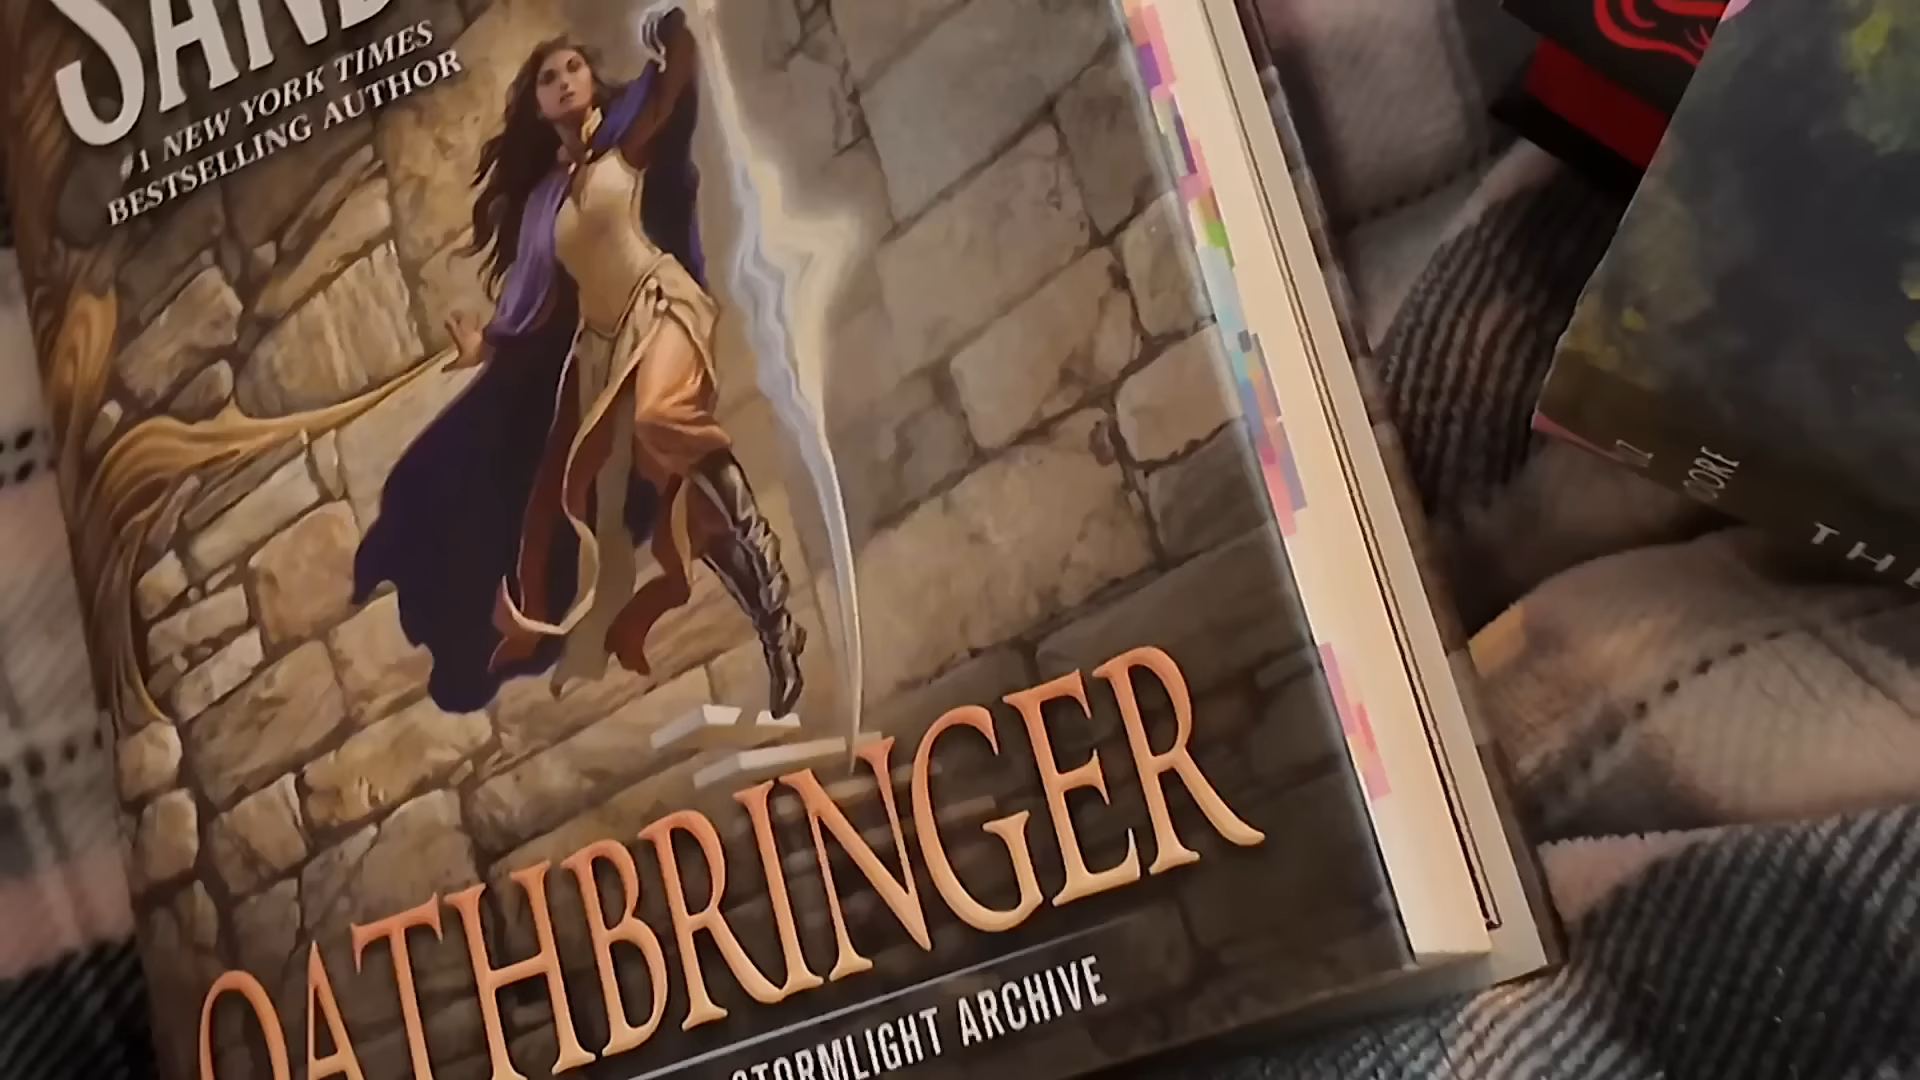 #1 NEW YORK TIMES
BESTSELLING AUTHOR
OATHBRINGER
STORMLIGHT ARCHIVE